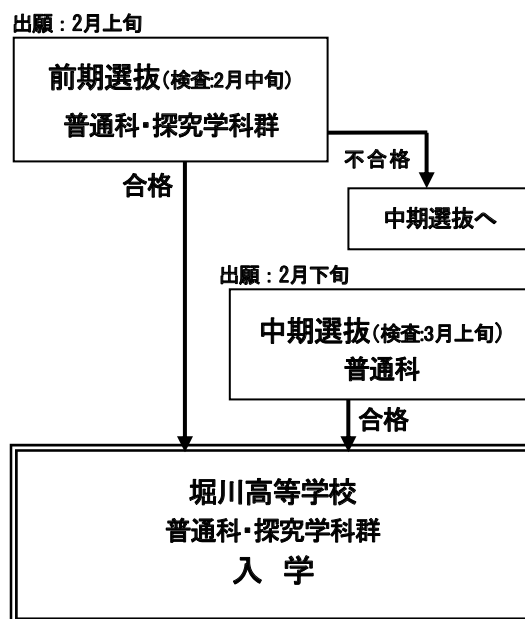 出願：2月上旬
前期選抜（検査:2月中旬）
普通科・探究学科群
不合格
合格
中期選抜へ
出願：2月下旬
中期選抜（検査:3月上旬）
普通科
合格
堀川高等学校
普通科・探究学科群
入　学